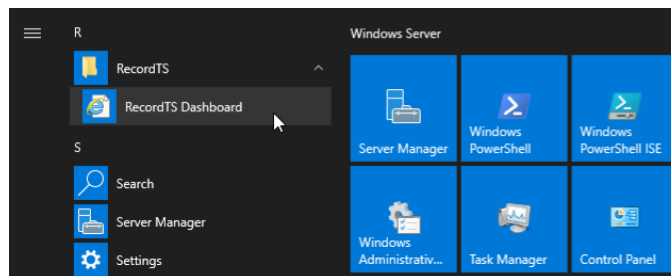 R
RecordTS
RecordTS Dashboard
S
Search
Server Manager
Settings
Windows Server
Server Manager
Windows
PowerShell
Windows
PowerShell ISE
Windows
Administrativ...
Task Manager
Control Panel